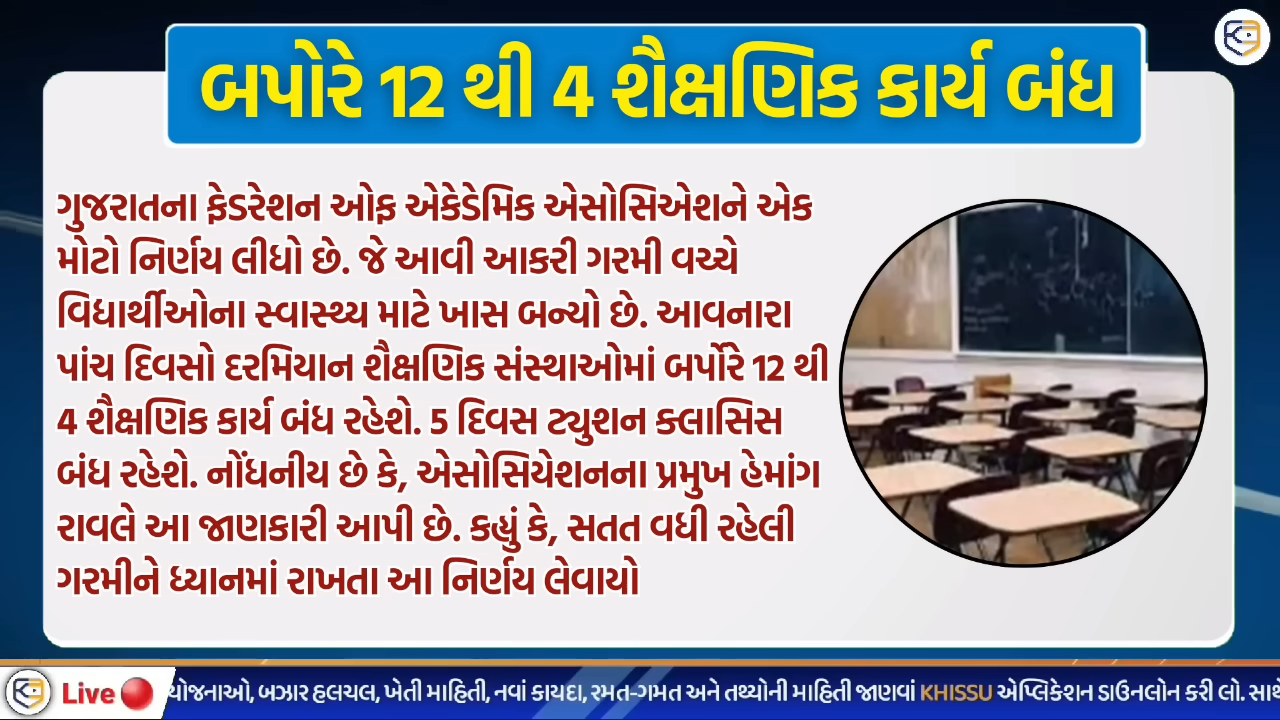 બપોરે 12 થી 4 શૈક્ષણિક કાર્ય બંધ
ગુજરાતના ફેડરેશન ઓફ એકેડેમિક એસોસિએશને એક
મોટો નિર્ણય લીધો છે. જે આવી આકરી ગરમી વચ્ચે
વિદ્યાર્થીઓના સ્વાસ્થ્ય માટે ખાસ બન્યો છે. આવનારા
પાંચ દિવસો દરમિયાન શૈક્ષણિક સંસ્થાઓમાં બર્પોરે 12 થી
4 શૈક્ષણિક કાર્ય બંધ રહેશે. 5 દિવસ ટ્યુશન ક્લાસિસ
બંધ રહેશે. નોંધનીય છે કે, એસોસિયેશનના પ્રમુખ હેમાંગ
રાવલે આ જાણકારી આપી છે. કહ્યું કે, સતત વધી રહેલી
ગરમીને ધ્યાનમાં રાખતા આ નિર્ણય લેવાયો
Live યોજનાઓ, બઝાર હલચલ, ખેતી માહિતી, નવાં કાયદા, રમત-ગમત અને તથ્યોની માહિતી જાણવાં KHISSU એપ્લિકેશન ડાઉનલોન કરી લો. સાથે